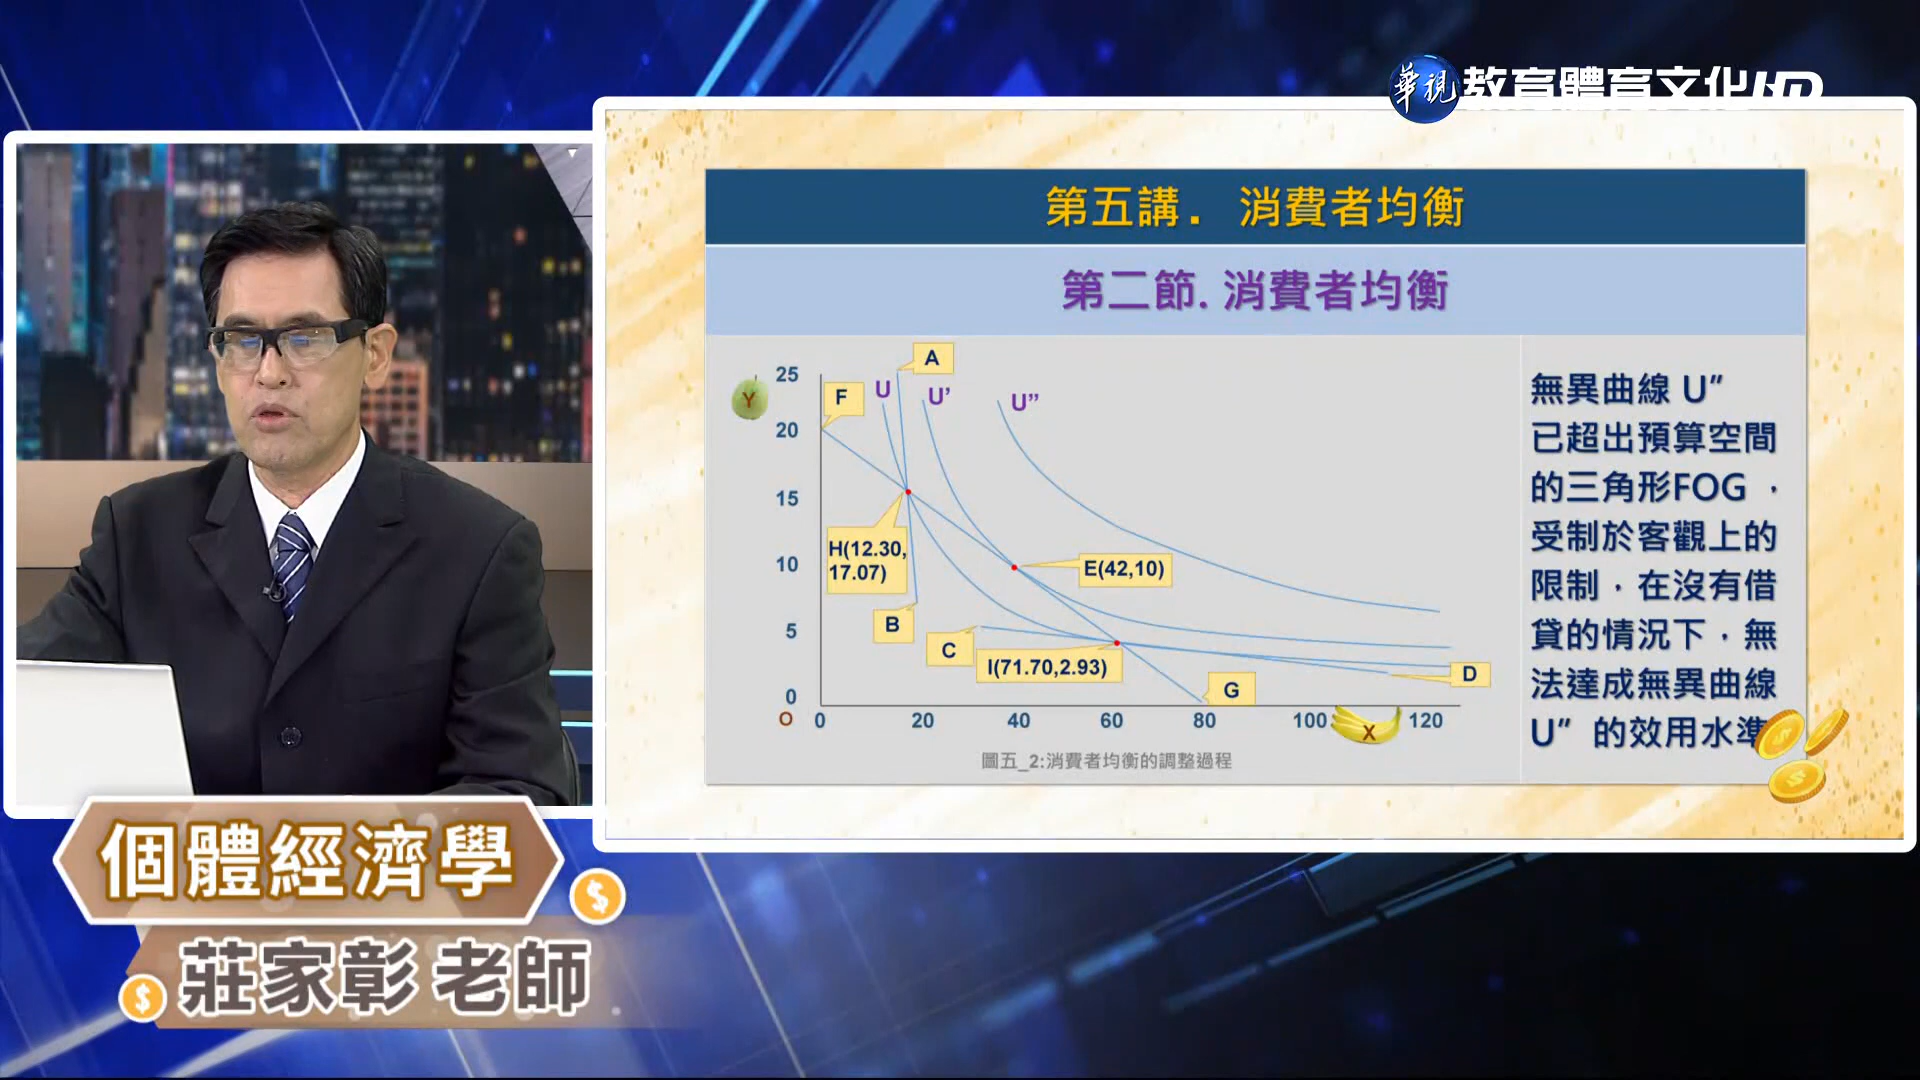 華視 教育體育文化HD
第五講. 消費者均衡
第二節. 消費者均衡
25
20
15
10
5
0
O
Y
F
U
A
U’
U”
H(12.30,
17.07)
E(42,10)
B
C
I(71.70,2.93)
G
D
0 20 40 60 80 100 X 120
圖五_2:消費者均衡的調整過程
無異曲線 U”
已超出預算空間
的三角形FOG，
受制於客觀上的
限制，在沒有借
貸的情況下，無
法達成無異曲線
U”的效用水準
個體經濟學
莊家彰 老師